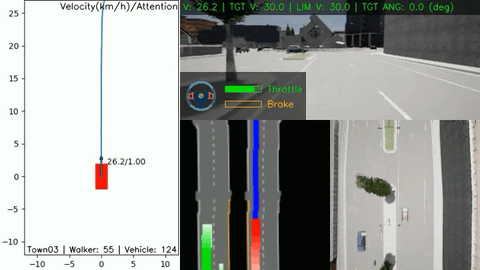 Velocity(km/h)/Attention
V: 26.2 | TGT V: 30.0 | LIM V: 30.0 | TGT ANG: 0.0 (deg)
25
20
15
10
5
0
−5
−10
26.2/1.00
Throttle
Broke
Town03 | Walker: 55 | Vehicle: 124
−10
−5
0
5
10